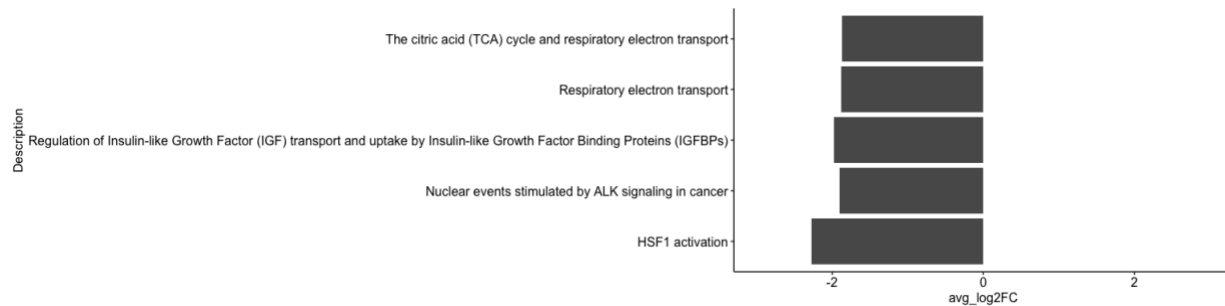 The citric acid (TCA) cycle and respiratory electron transport
Respiratory electron transport
Description
Regulation of Insulin-like Growth Factor (IGF) transport and uptake by Insulin-like Growth Factor Binding Proteins (IGFBPs)
Nuclear events stimulated by ALK signaling in cancer
HSF1 activation
-2 0 2
avg_log2FC